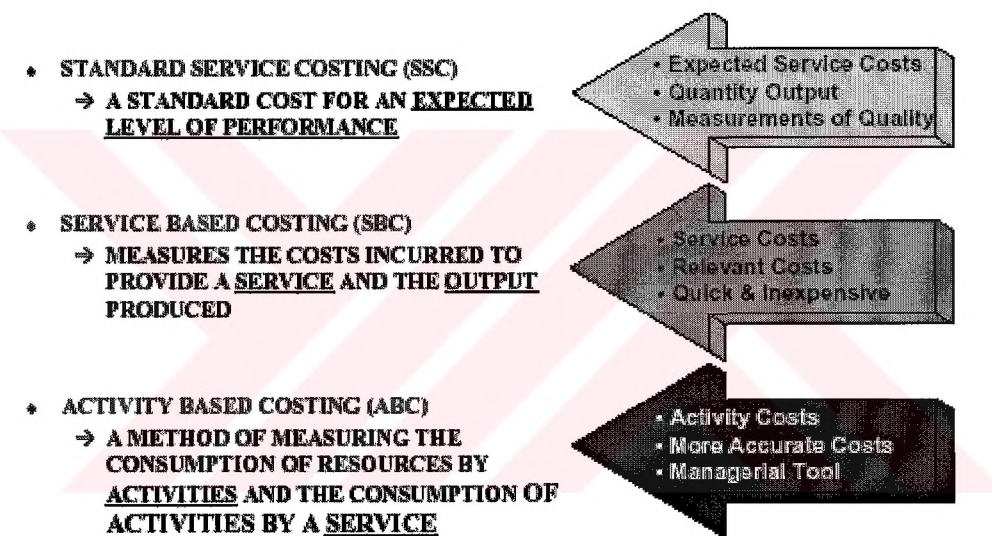 • STANDARD SERVICE COSTING (SSC)
→ A STANDARD COST FOR AN EXPECTED
LEVEL OF PERFORMANCE
• Expected Service Costs
• Quantity Output
• Measurements of Quality
• SERVICE BASED COSTING (SBC)
→ MEASURES THE COSTS INCURRED TO
PROVIDE A SERVICE AND THE OUTPUT
PRODUCED
• Service Costs
• Relevant Costs
• Quick & Inexpensive
• ACTIVITY BASED COSTING (ABC)
→ A METHOD OF MEASURING THE
CONSUMPTION OF RESOURCES BY
ACTIVITIES AND THE CONSUMPTION OF
ACTIVITIES BY A SERVICE
• Activity Costs
• More Accurate Costs
• Managerial Tool